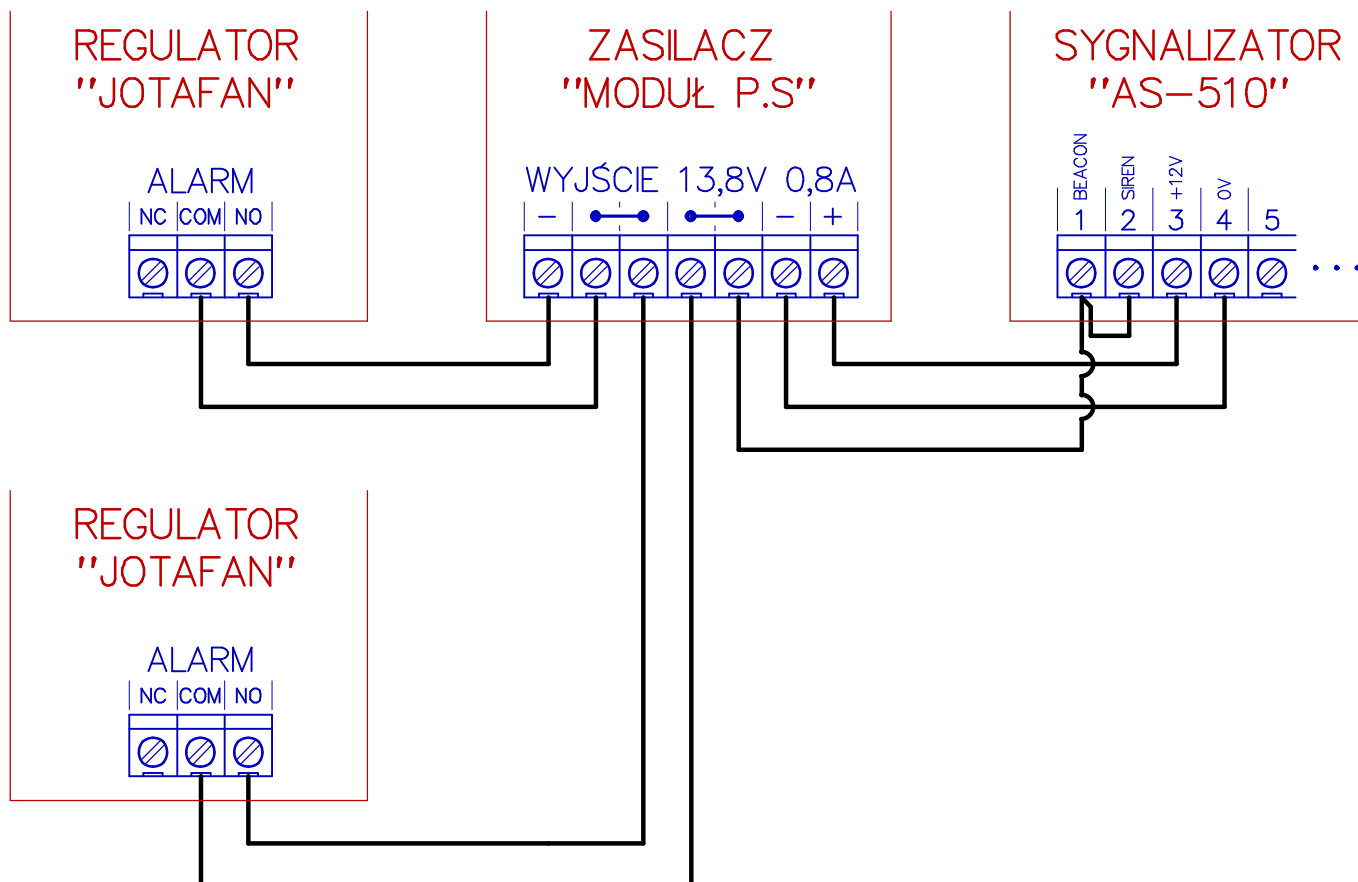 REGULATOR
"JOTAFAN"
ALARM
NC COM NO
ZASILACZ
"MODUŁ P.S"
WYJŚCIE 13,8V 0,8A
− − +
SYGNALIZATOR
"AS−510"
BEACON SIREN +12V 0V
1 2 3 4 5
REGULATOR
"JOTAFAN"
ALARM
NC COM NO